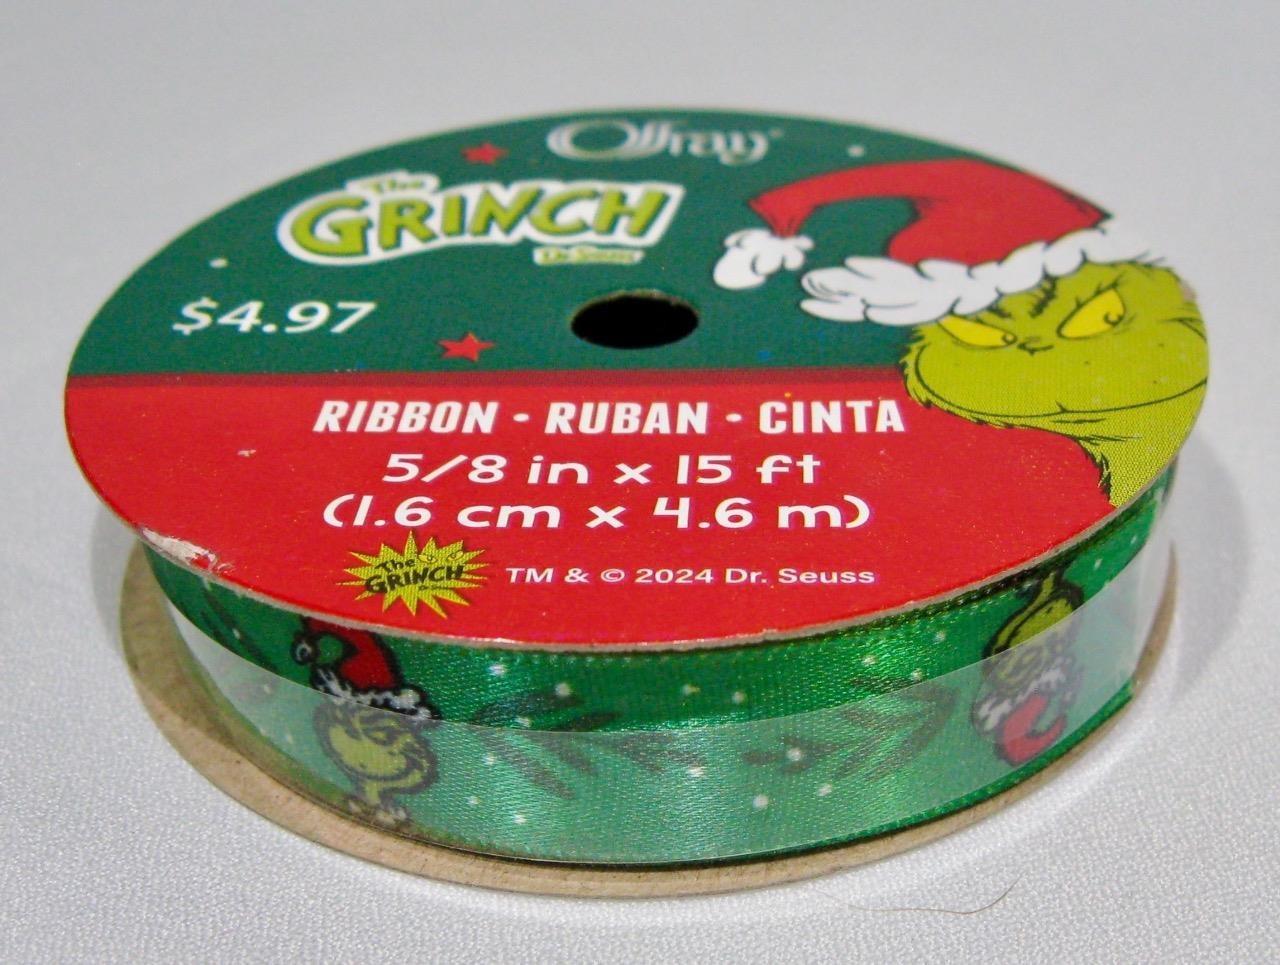 Offray
The
GRINCH
Dr. Seuss
$4.97
RIBBON • RUBAN • CINTA
5/8 in x 15 ft
(1.6 cm x 4.6 m)
The
GRINCH
TM & © 2024 Dr. Seuss